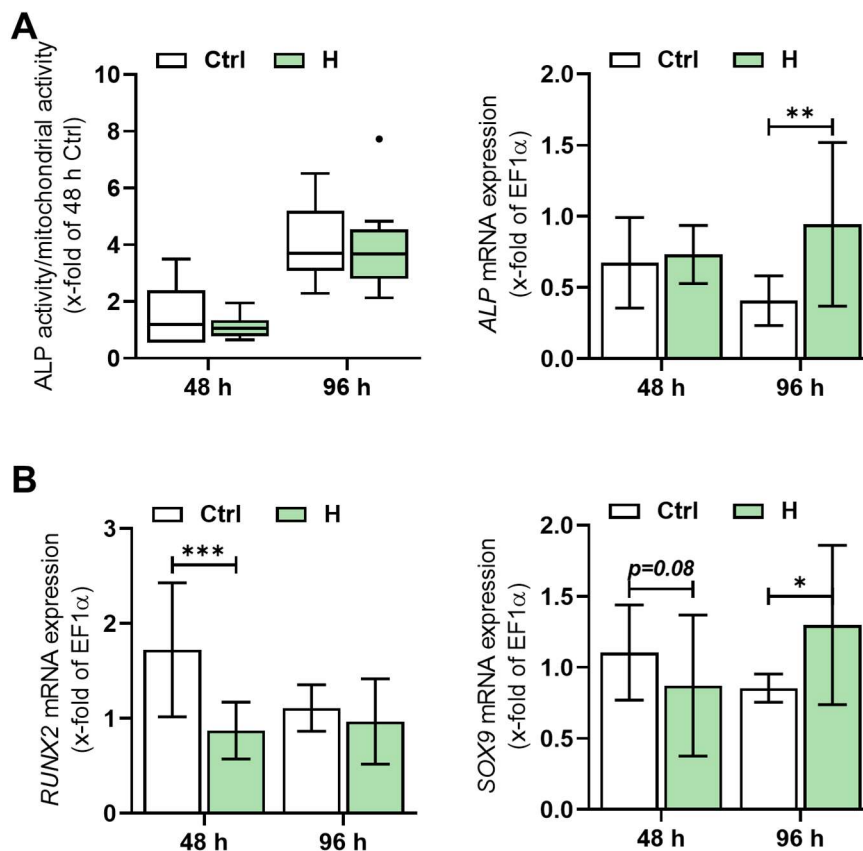 A
Ctrl H
ALP activity/mitochondrial activity
(x-fold of 48 h Ctrl)
10
8
6
4
2
0
48 h 96 h
Ctrl H
ALP mRNA expression
(x-fold of EF1α)
2.0
1.5
1.0
0.5
0.0
**
48 h 96 h
B
Ctrl H
RUNX2 mRNA expression
(x-fold of EF1α)
3
2
1
0
***
48 h 96 h
Ctrl H
SOX9 mRNA expression
(x-fold of EF1α)
2.0
1.5
1.0
0.5
0.0
p=0.08
*
48 h 96 h